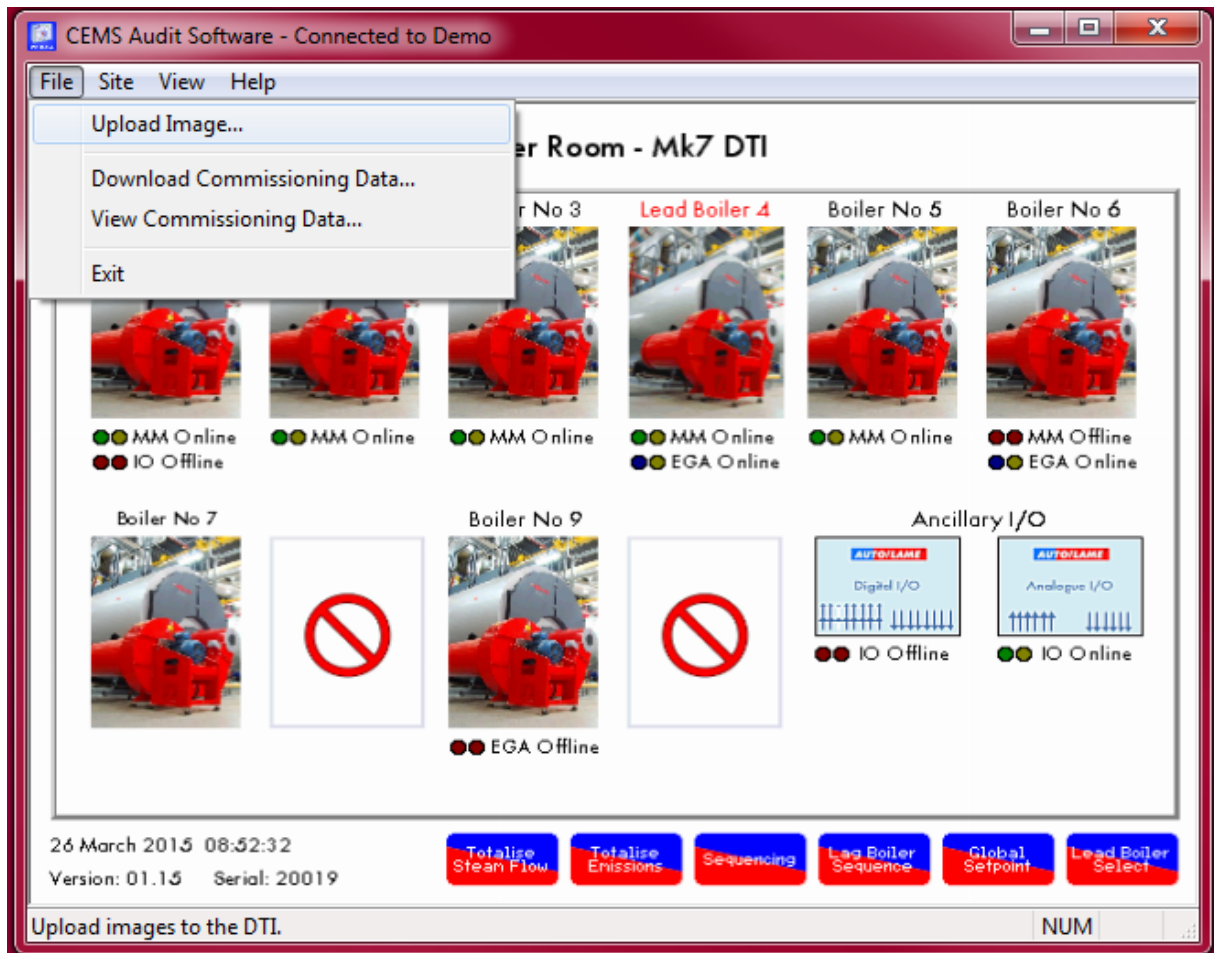 CEMS Audit Software - Connected to Demo
File Site View Help
Upload Image...
Download Commissioning Data...
View Commissioning Data...
Exit
er Room - Mk7 DTI
r No 3
Lead Boiler 4
Boiler No 5
Boiler No 6
MM Online
MM Online
MM Online
MM Online
MM Online
MM Offline
IO Offline
EGA Online
EGA Online
Boiler No 7
Boiler No 9
Ancillary I/O
AUTOFLAME
Digital I/O
AUTOFLAME
Analogue I/O
IO Offline
IO Online
EGA Offline
26 March 2015 08:52:32
Version: 01.15 Serial: 20019
Totalise
Steam Flow
Totalise
Emissions
Sequencing
Lag Boiler
Sequence
Global
Setpoint
Lead Boiler
Select
Upload images to the DTI.
NUM